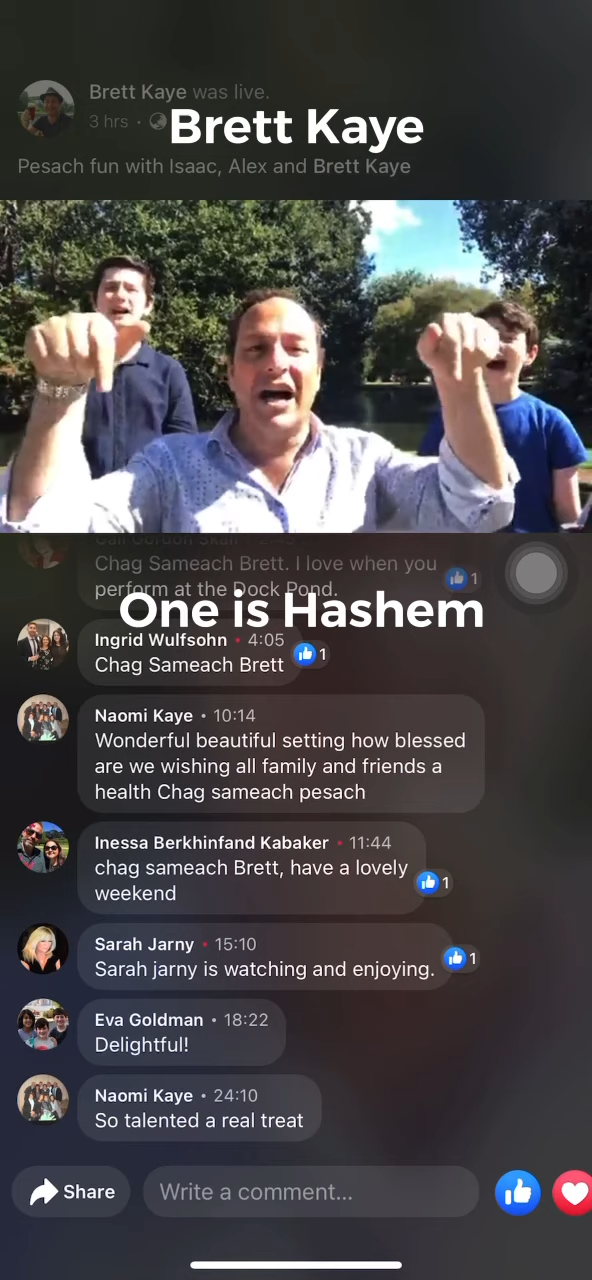 Brett Kaye was live.
3 hrs ·
Brett Kaye
Pesach fun with Isaac, Alex and Brett Kaye
Chag Sameach Brett. I love when you
perform at the Dock Pond.
1
One is Hashem
Ingrid Wulfsohn • 4:05
Chag Sameach Brett
1
Naomi Kaye • 10:14
Wonderful beautiful setting how blessed
are we wishing all family and friends a
health Chag sameach pesach
Inessa Berkhinfand Kabaker • 11:44
chag sameach Brett, have a lovely
weekend
1
Sarah Jarny • 15:10
Sarah jarny is watching and enjoying.
1
Eva Goldman • 18:22
Delightful!
Naomi Kaye • 24:10
So talented a real treat
Share
Write a comment...